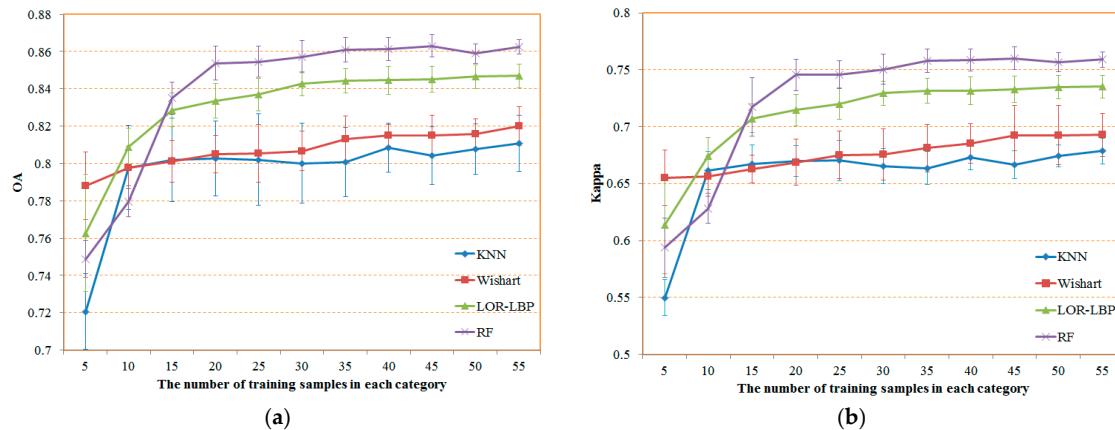 0.88
0.86
0.84
0.82
0.8
0.78
0.76
0.74
0.72
0.7
OA
KNN
Wishart
LOR-LBP
RF
5 10 15 20 25 30 35 40 45 50 55
The number of training samples in each category
(a)
0.8
0.75
0.7
0.65
0.6
0.55
0.5
Kappa
KNN
Wishart
LOR-LBP
RF
5 10 15 20 25 30 35 40 45 50 55
The number of training samples in each category
(b)